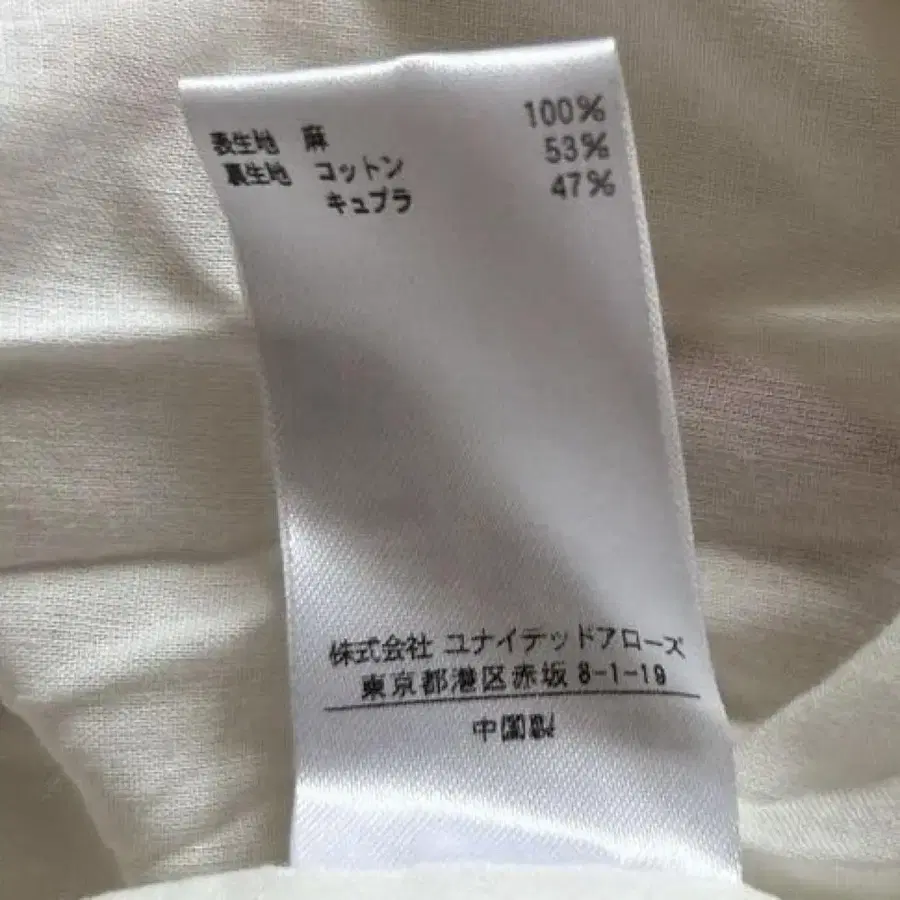 表生地 麻 100%
裏生地 コットン 53%
キュプラ 47%
株式会社 ユナイテッドアローズ
東京都港区赤坂 8-1-19
中国製